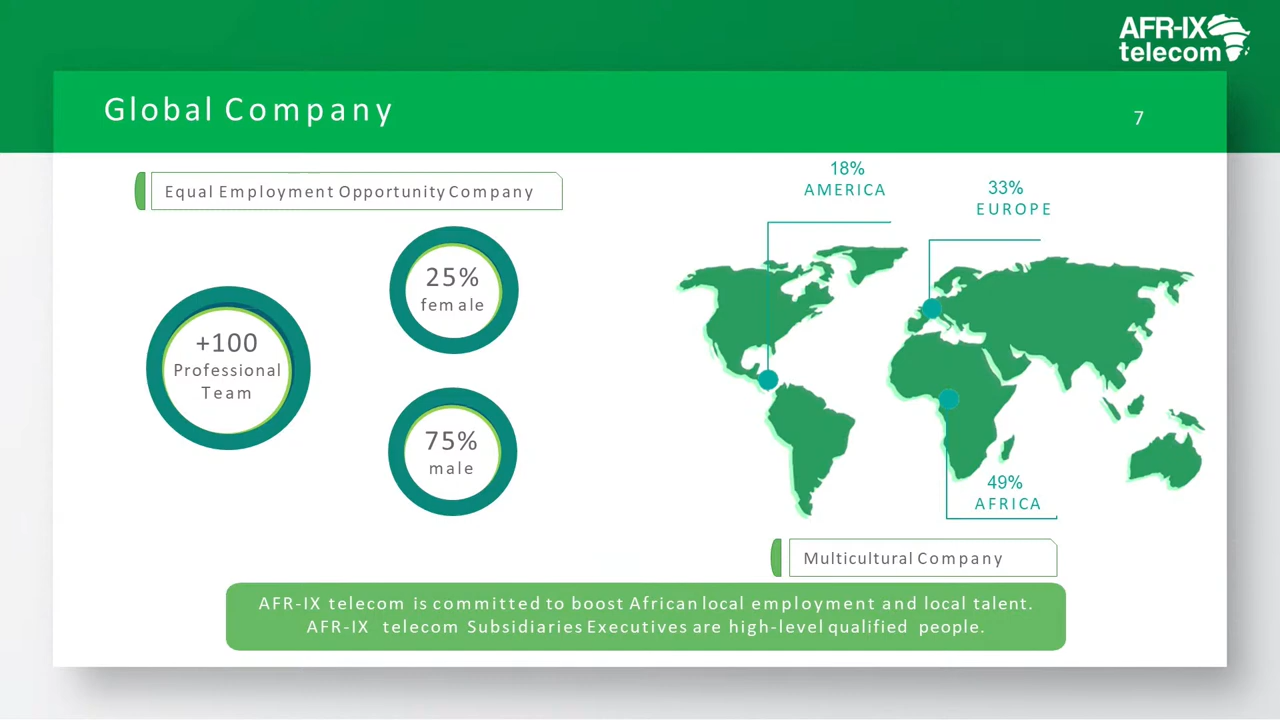 AFR-IX
telecom
Global Company
7
Equal Employment Opportunity Company
+100
Professional
Team
25%
female
75%
male
18%
AMERICA
33%
EUROPE
49%
AFRICA
Multicultural Company
AFR-IX telecom is committed to boost African local employment and local talent.
AFR-IX telecom Subsidiaries Executives are high-level qualified people.